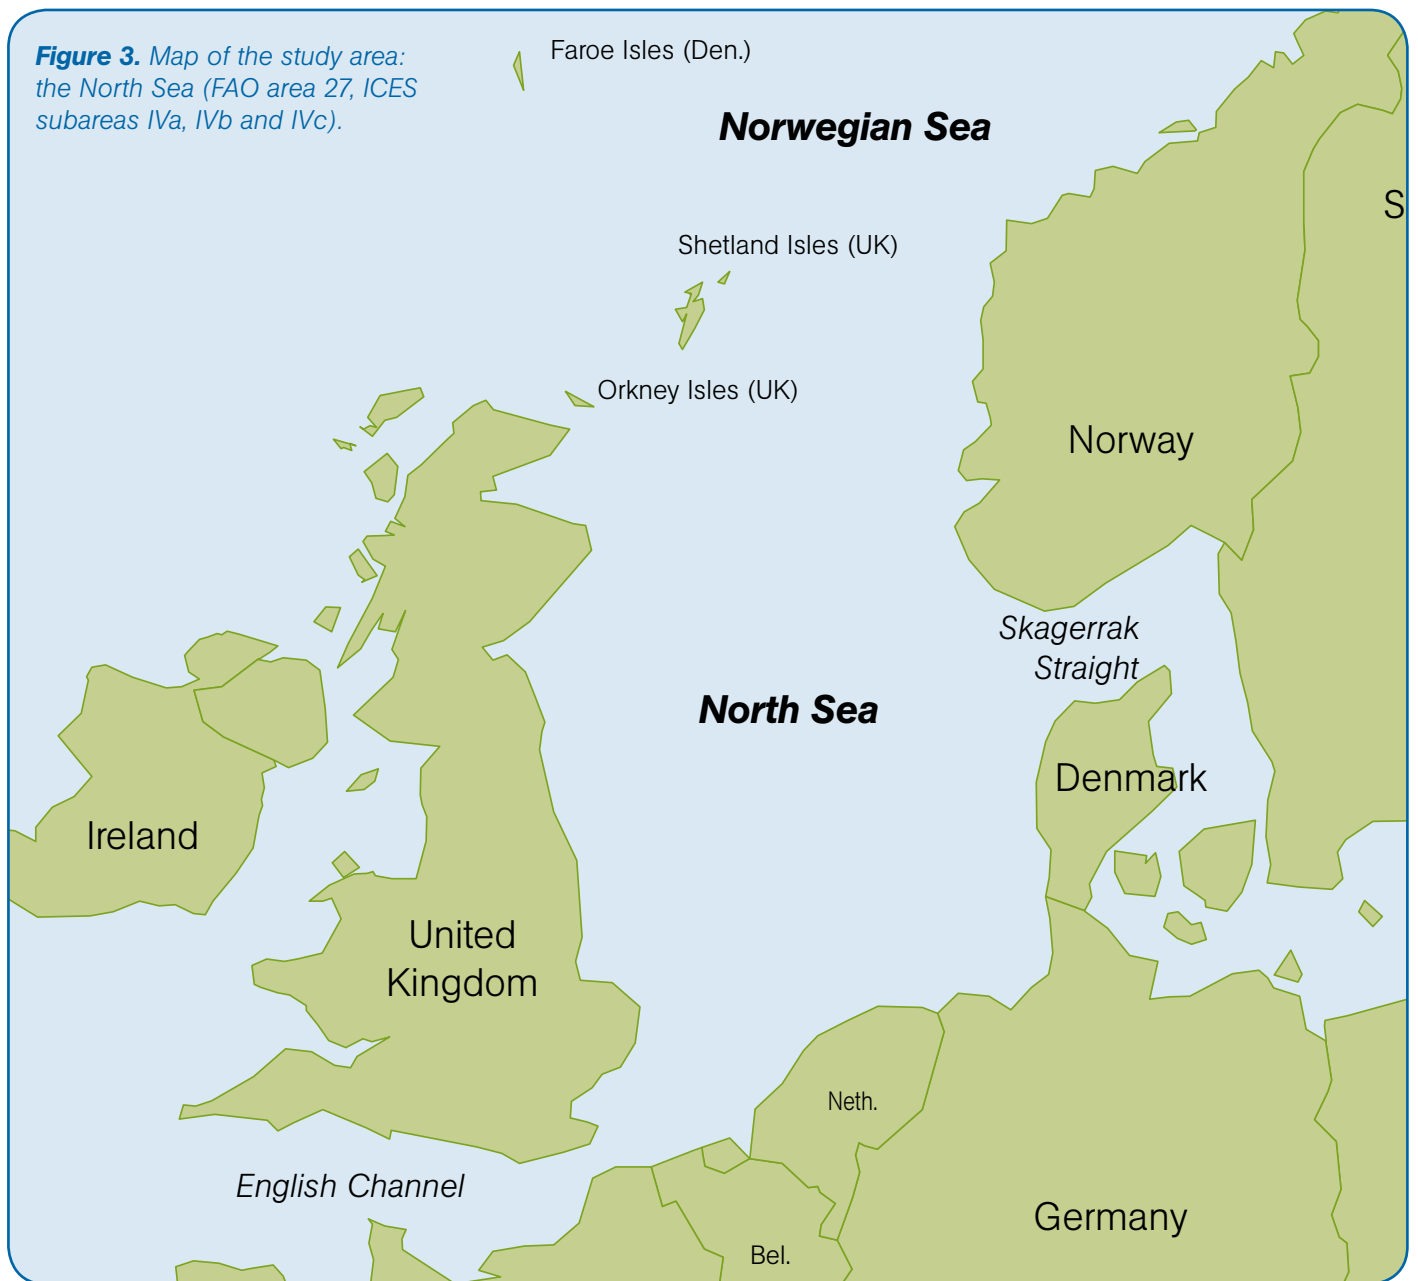 Figure 3. Map of the study area:
the North Sea (FAO area 27, ICES
subareas IVa, IVb and IVc).
Faroe Isles (Den.)
Norwegian Sea
S
Shetland Isles (UK)
Orkney Isles (UK)
Norway
Skagerrak
Straight
North Sea
Denmark
Ireland
United
Kingdom
Neth.
English Channel
Germany
Bel.